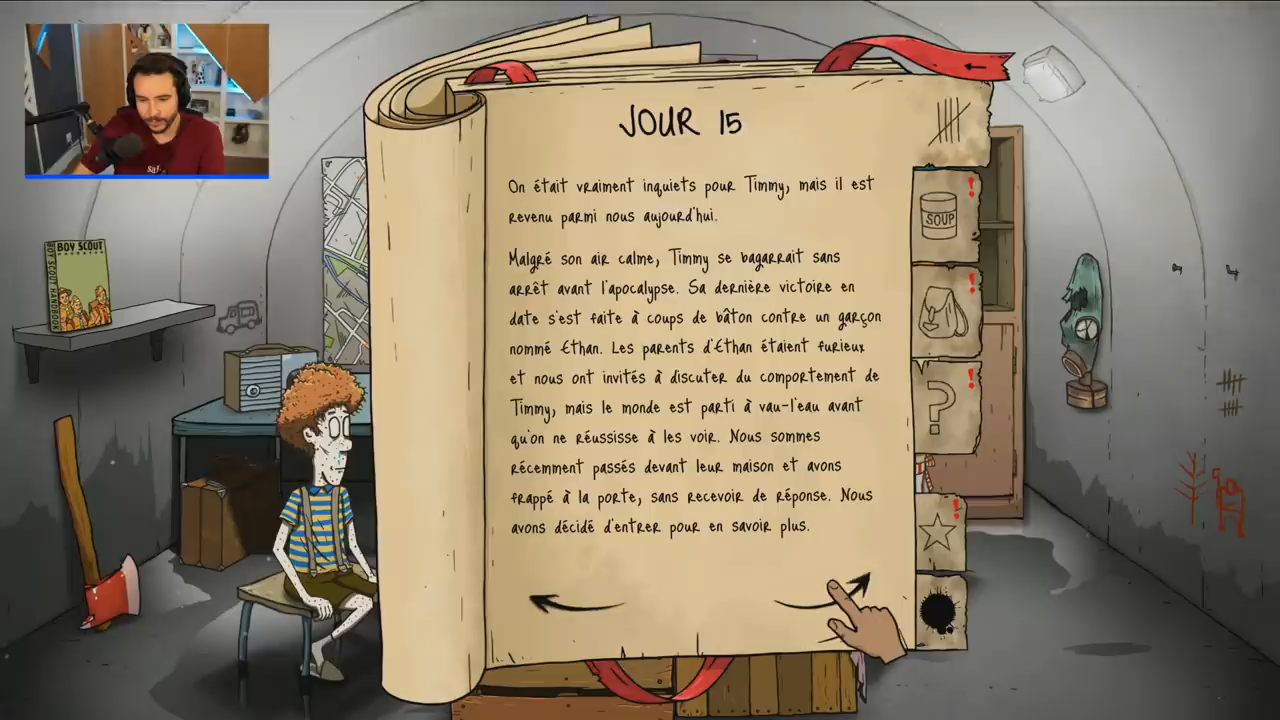 JOUR 15
On était vraiment inquiets pour Timmy, mais il est
revenu parmi nous aujourd'hui.
Malgré son air calme, Timmy se bagarrait sans
arrêt avant l'apocalypse. Sa dernière victoire en
date s'est faite à coups de bâton contre un garçon
nommé Ethan. Les parents d'Ethan étaient furieux
et nous ont invités à discuter du comportement de
Timmy, mais le monde est parti à vau-l'eau avant
qu'on ne réussisse à les voir. Nous sommes
récemment passés devant leur maison et avons
frappé à la porte, sans recevoir de réponse. Nous
avons décidé d'entrer pour en savoir plus.
SOUP
!
!
!
?
!
BOY SCOUT
BOY SCOUT HANDBOOK